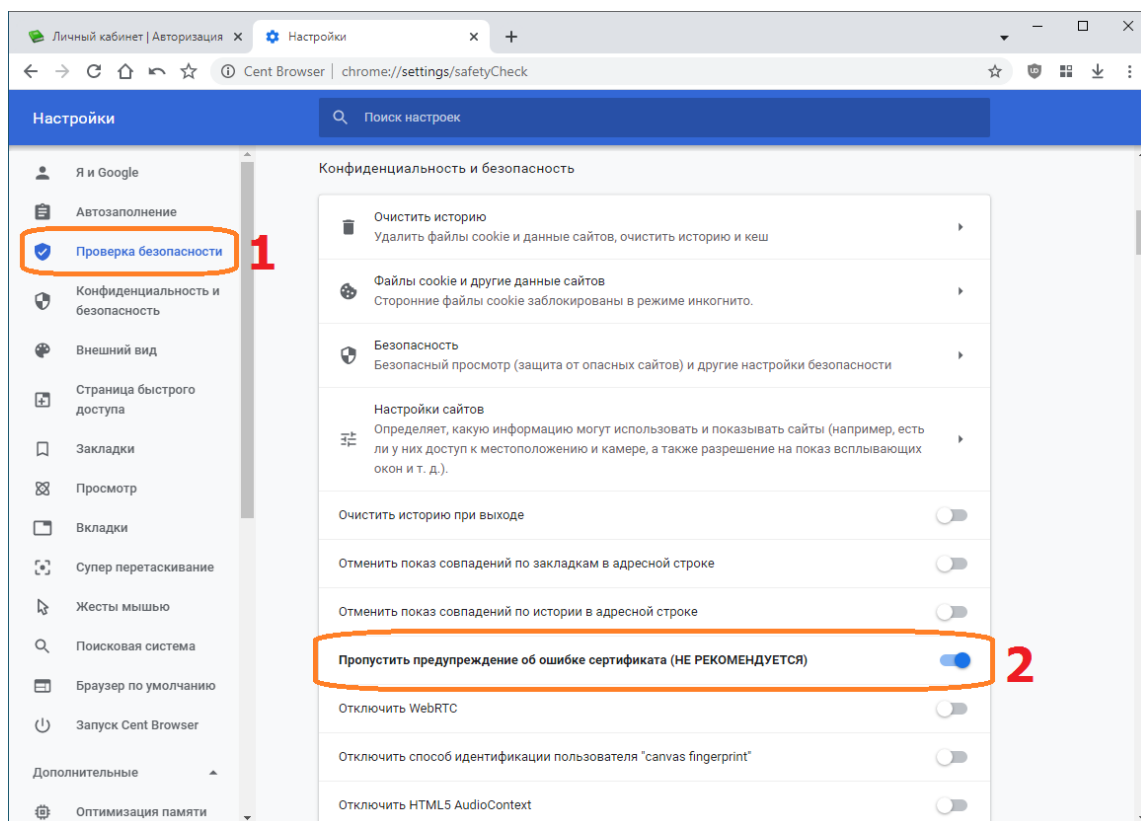 Личный кабинет | Авторизация
Настройки
Cent Browser | chrome://settings/safetyCheck
Настройки
Поиск настроек
Я и Google
Автозаполнение
Проверка безопасности
1
Конфиденциальность и
безопасность
Внешний вид
Страница быстрого
доступа
Закладки
Просмотр
Вкладки
Супер перетаскивание
Жесты мышью
Поисковая система
Браузер по умолчанию
Запуск Cent Browser
Дополнительные
Оптимизация памяти
Конфиденциальность и безопасность
Очистить историю
Удалить файлы cookie и данные сайтов, очистить историю и кеш
Файлы cookie и другие данные сайтов
Сторонние файлы cookie заблокированы в режиме инкогнито.
Безопасность
Безопасный просмотр (защита от опасных сайтов) и другие настройки безопасности
Настройки сайтов
Определяет, какую информацию могут использовать и показывать сайты (например, есть
ли у них доступ к местоположению и камере, а также разрешение на показ всплывающих
окон и т. д.).
Очистить историю при выходе
Отменить показ совпадений по закладкам в адресной строке
Отменить показ совпадений по истории в адресной строке
Пропустить предупреждение об ошибке сертификата (НЕ РЕКОМЕНДУЕТСЯ)
2
Отключить WebRTC
Отключить способ идентификации пользователя "canvas fingerprint"
Отключить HTML5 AudioContext